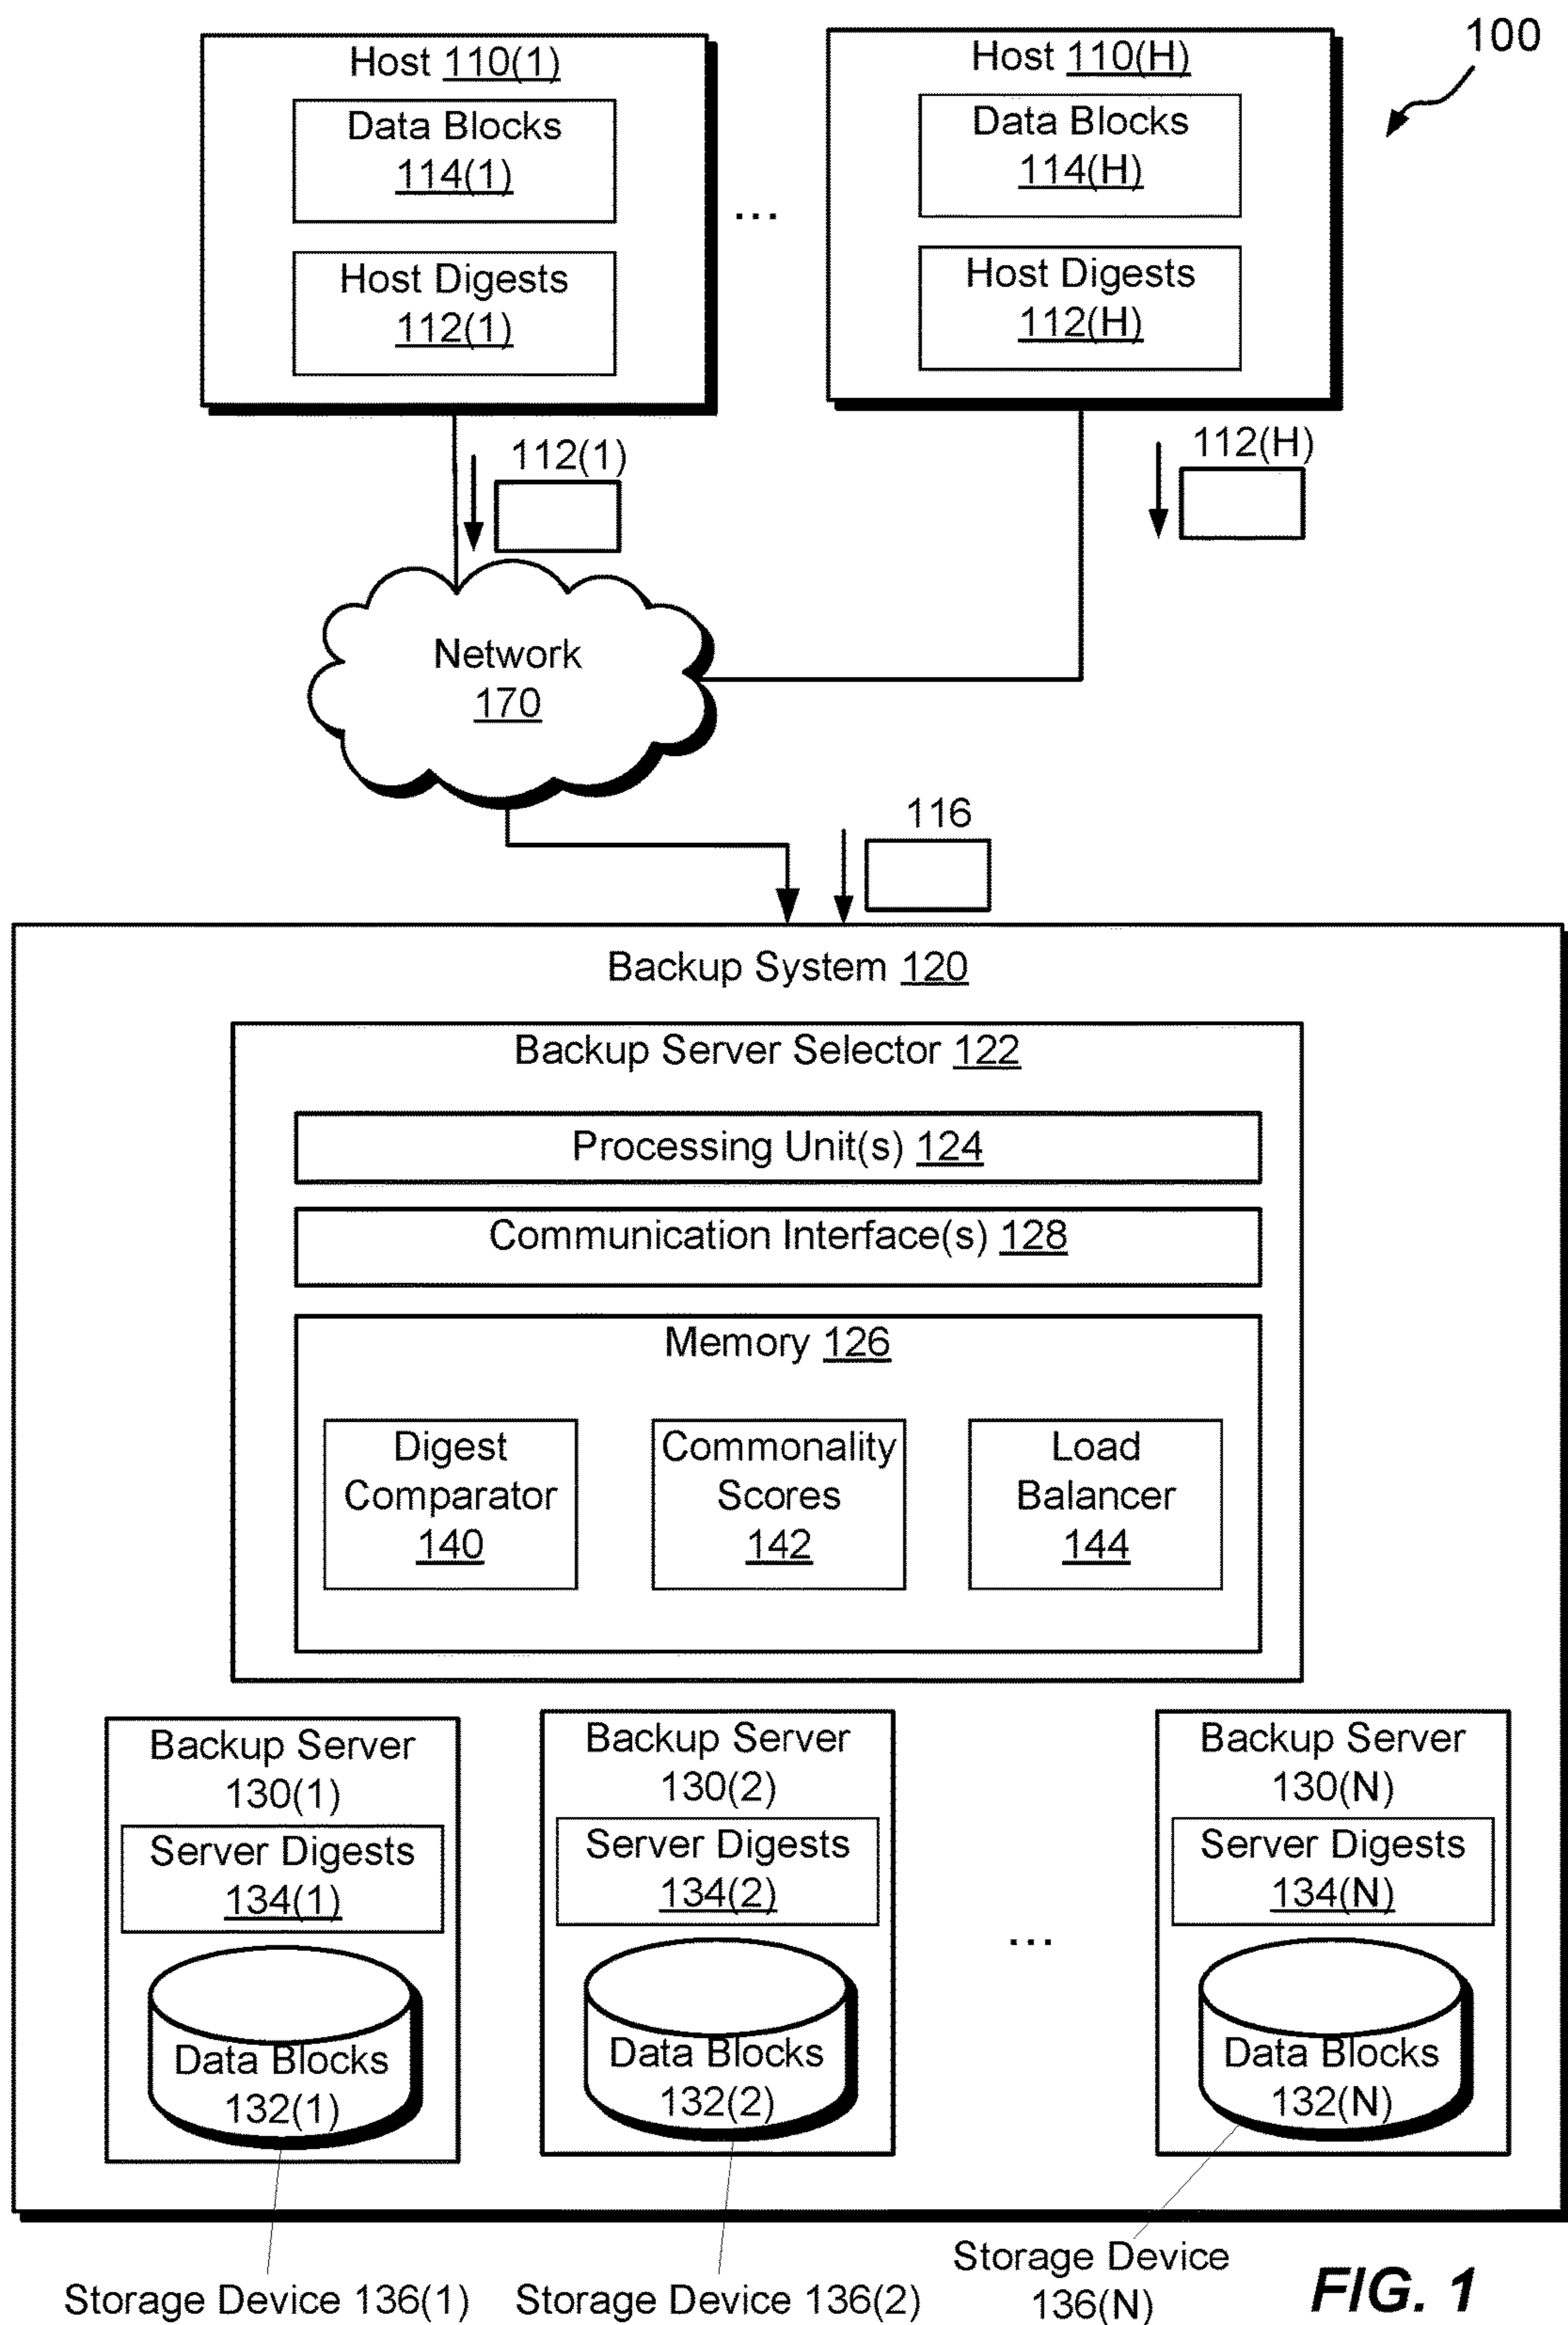 100
Host 110(1)
Data Blocks
114(1)
Host Digests
112(1)
...
Host 110(H)
Data Blocks
114(H)
Host Digests
112(H)
112(1)
112(H)
Network
170
116
Backup System 120
Backup Server Selector 122
Processing Unit(s) 124
Communication Interface(s) 128
Memory 126
Digest
Comparator
140
Commonality
Scores
142
Load
Balancer
144
Backup Server
130(1)
Server Digests
134(1)
Data Blocks
132(1)
Backup Server
130(2)
Server Digests
134(2)
Data Blocks
132(2)
...
Backup Server
130(N)
Server Digests
134(N)
Data Blocks
132(N)
Storage Device 136(1)
Storage Device 136(2)
Storage Device
136(N)
FIG. 1